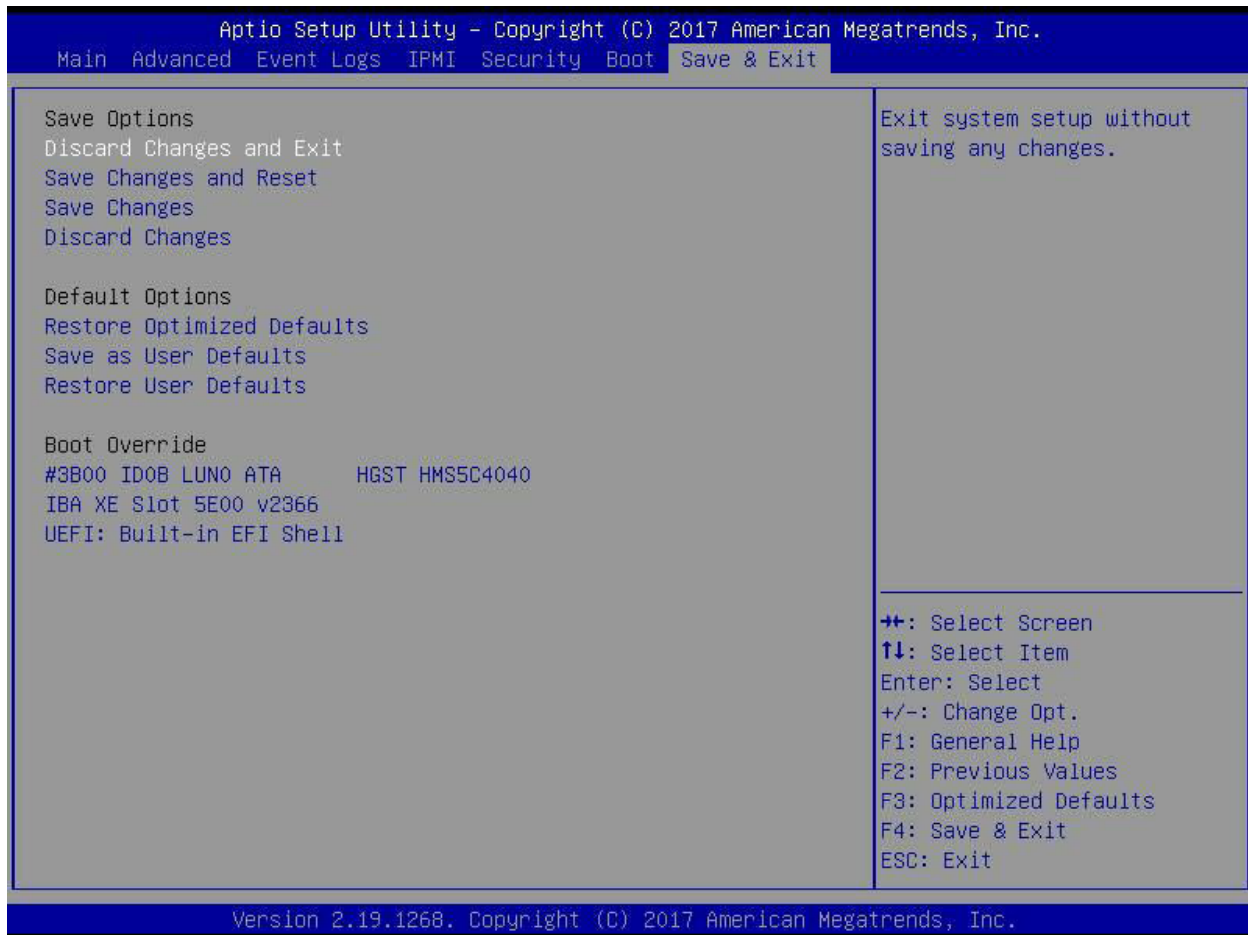 Aptio Setup Utility – Copyright (C) 2017 American Megatrends, Inc.
Main Advanced Event Logs IPMI Security Boot Save & Exit
Save Options
Discard Changes and Exit
Save Changes and Reset
Save Changes
Discard Changes
Default Options
Restore Optimized Defaults
Save as User Defaults
Restore User Defaults
Boot Override
#3B00 ID0B LUN0 ATA HGST HMS5C4040
IBA XE Slot 5E00 v2366
UEFI: Built-in EFI Shell
Exit system setup without
saving any changes.
→←: Select Screen
↑↓: Select Item
Enter: Select
+/-: Change Opt.
F1: General Help
F2: Previous Values
F3: Optimized Defaults
F4: Save & Exit
ESC: Exit
Version 2.19.1268. Copyright (C) 2017 American Megatrends, Inc.